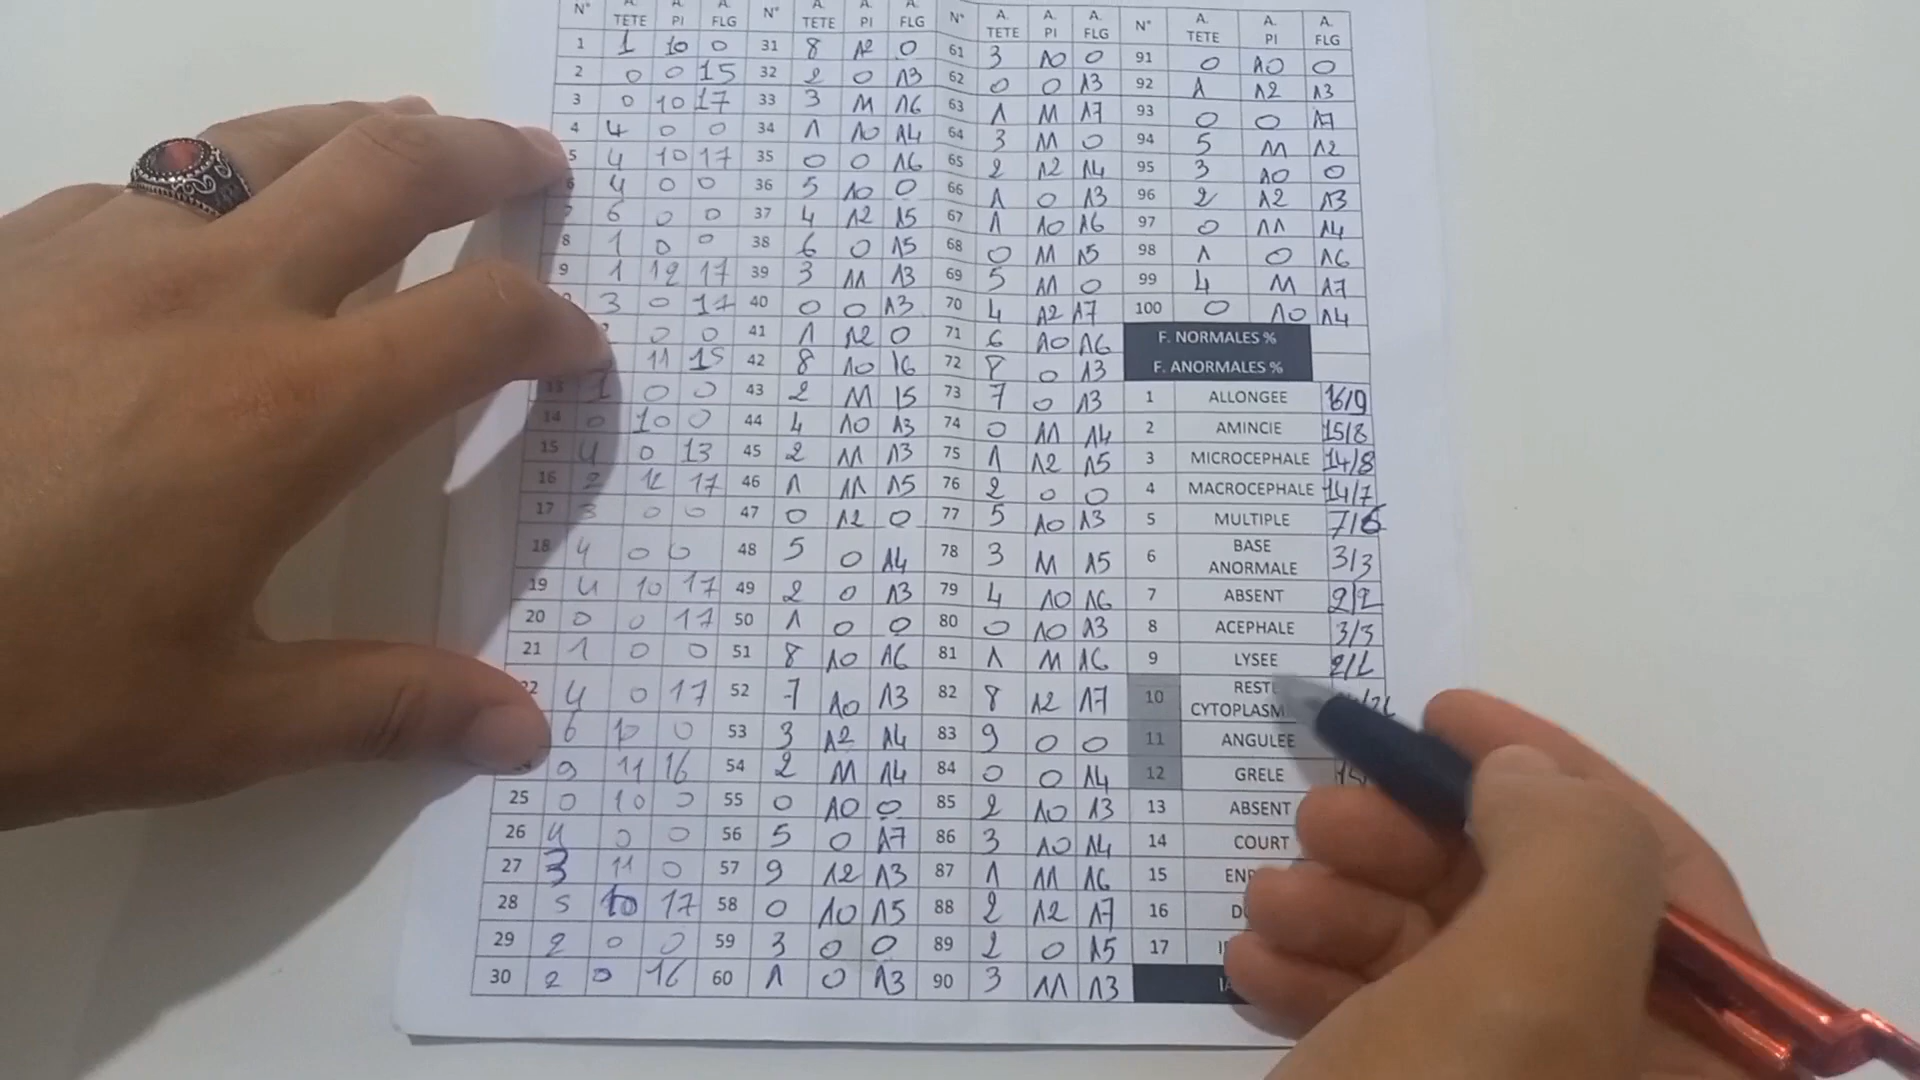 N° A. TETE A. PI A. FLG N° A. TETE A. PI A. FLG N° A. TETE A. PI A. FLG N° A. TETE A. PI A. FLG
1 1 10 0 31 8 12 0 61 3 10 0 91 0 10 0
2 0 0 15 32 2 0 13 62 0 0 13 92 1 12 13
3 0 10 17 33 3 11 16 63 1 11 17 93 0 0 17
4 4 0 0 34 1 10 14 64 3 11 0 94 5 11 12
5 4 10 17 35 0 0 16 65 2 12 14 95 3 10 0
6 4 0 0 36 5 10 0 66 1 0 13 96 2 12 13
7 6 0 0 37 4 12 15 67 1 10 16 97 0 11 14
8 1 0 0 38 6 0 15 68 0 11 15 98 1 0 16
9 1 12 17 39 3 11 13 69 5 11 0 99 4 11 17
3 0 17 40 0 0 13 70 4 12 17 100 0 10 14
0 0 41 1 12 0 71 6 10 16 F. NORMALES %
11 15 42 8 10 16 72 8 0 13 F. ANORMALES %
13 1 0 0 43 2 11 15 73 7 0 13 1 ALLONGEE 16/9
14 0 10 0 44 4 10 13 74 0 11 14 2 AMINCIE 15/8
15 4 0 13 45 2 11 13 75 1 12 15 3 MICROCEPHALE 14/8
16 2 12 17 46 1 11 15 76 2 0 0 4 MACROCEPHALE 14/7
17 3 0 0 47 0 12 0 77 5 10 13 5 MULTIPLE 7/6
18 4 0 0 48 5 0 14 78 3 11 15 6 BASE ANORMALE 3/3
19 4 10 17 49 2 0 13 79 4 10 16 7 ABSENT 2/2
20 0 0 17 50 1 0 0 80 0 10 13 8 ACEPHALE 3/3
21 1 0 0 51 8 10 16 81 1 11 16 9 LYSEE
22 4 0 17 52 7 10 13 82 8 12 17 10
6 10 0 53 3 12 14 83 9 0 0 11 ANGULEE
9 11 16 54 2 11 14 84 0 0 14 12 GRELE
25 0 10 0 55 0 10 0 85 2 10 13 13 ABSENT
26 4 0 0 56 5 0 17 86 3 10 14 14 COURT
27 3 11 0 57 9 12 13 87 1 11 16 15
28 5 10 17 58 0 10 15 88 2 12 17 16
29 2 0 0 59 3 0 0 89 2 0 15 17
30 2 0 16 60 1 0 13 90 3 11 13